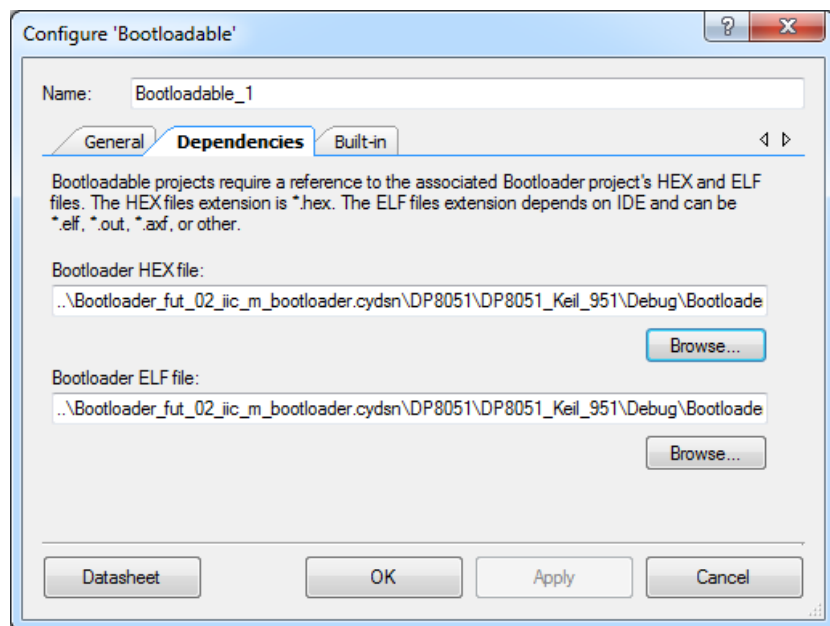 Configure 'Bootloadable'
Name: Bootloadable_1
General Dependencies Built-in
Bootloadable projects require a reference to the associated Bootloader project's HEX and ELF
files. The HEX files extension is *.hex. The ELF files extension depends on IDE and can be
*.elf, *.out, *.axf, or other.
Bootloader HEX file:
..\Bootloader_fut_02_iic_m_bootloader.cydsn\DP8051\DP8051_Keil_951\Debug\Bootloade
Browse...
Bootloader ELF file:
..\Bootloader_fut_02_iic_m_bootloader.cydsn\DP8051\DP8051_Keil_951\Debug\Bootloade
Browse...
Datasheet OK Apply Cancel